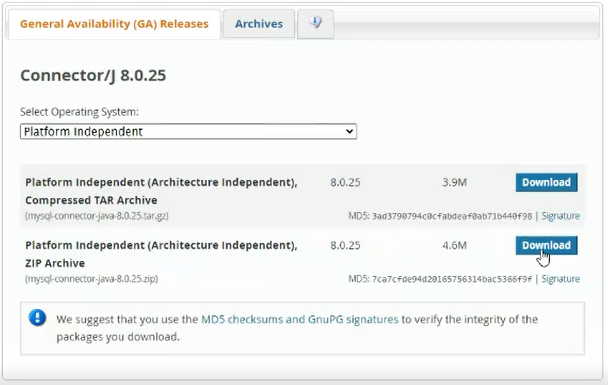 General Availability (GA) Releases
Archives
Connector/J 8.0.25
Select Operating System:
Platform Independent
Platform Independent (Architecture Independent), 8.0.25 3.9M Download
Compressed TAR Archive
(mysql-connector-java-8.0.25.tar.gz) MD5: 3ad3790794c0cfabdeaf0ab71b440f98 | Signature
Platform Independent (Architecture Independent), 8.0.25 4.6M Download
ZIP Archive
(mysql-connector-java-8.0.25.zip) MD5: 7ca7cfde94d20165756314bac5366f9f | Signature
We suggest that you use the MD5 checksums and GnuPG signatures to verify the integrity of the
packages you download.